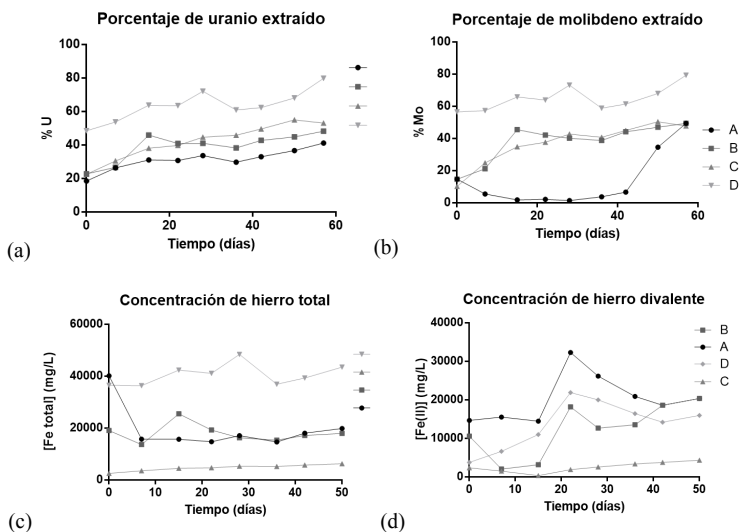 Porcentaje de uranio extraído
100
80
60
40
20
0
% U
0
20
40
60
Tiempo (días)
(a)
Porcentaje de molibdeno extraído
100
80
60
40
20
0
% Mo
0
20
40
60
Tiempo (días)
A
B
C
D
(b)
Concentración de hierro total
60000
40000
20000
0
[Fe total] (mg/L)
0
10
20
30
40
50
Tiempo (días)
(c)
Concentración de hierro divalente
40000
30000
20000
10000
0
[Fe(II)] (mg/L)
0
10
20
30
40
50
Tiempo (días)
B
A
D
C
(d)